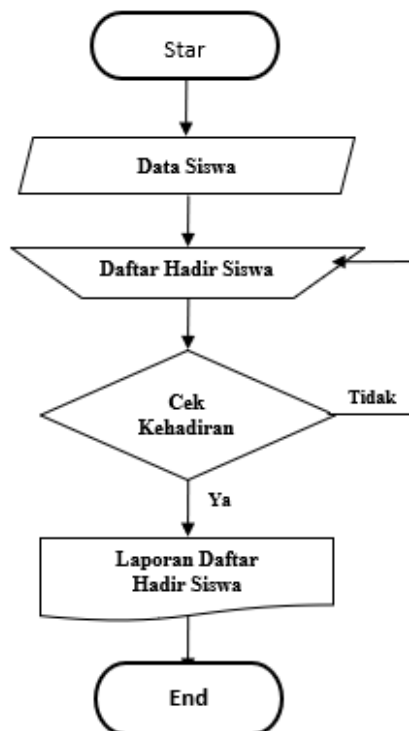 Star
Data Siswa
Daftar Hadir Siswa
Cek
Kehadiran
Tidak
Ya
Laporan Daftar
Hadir Siswa
End